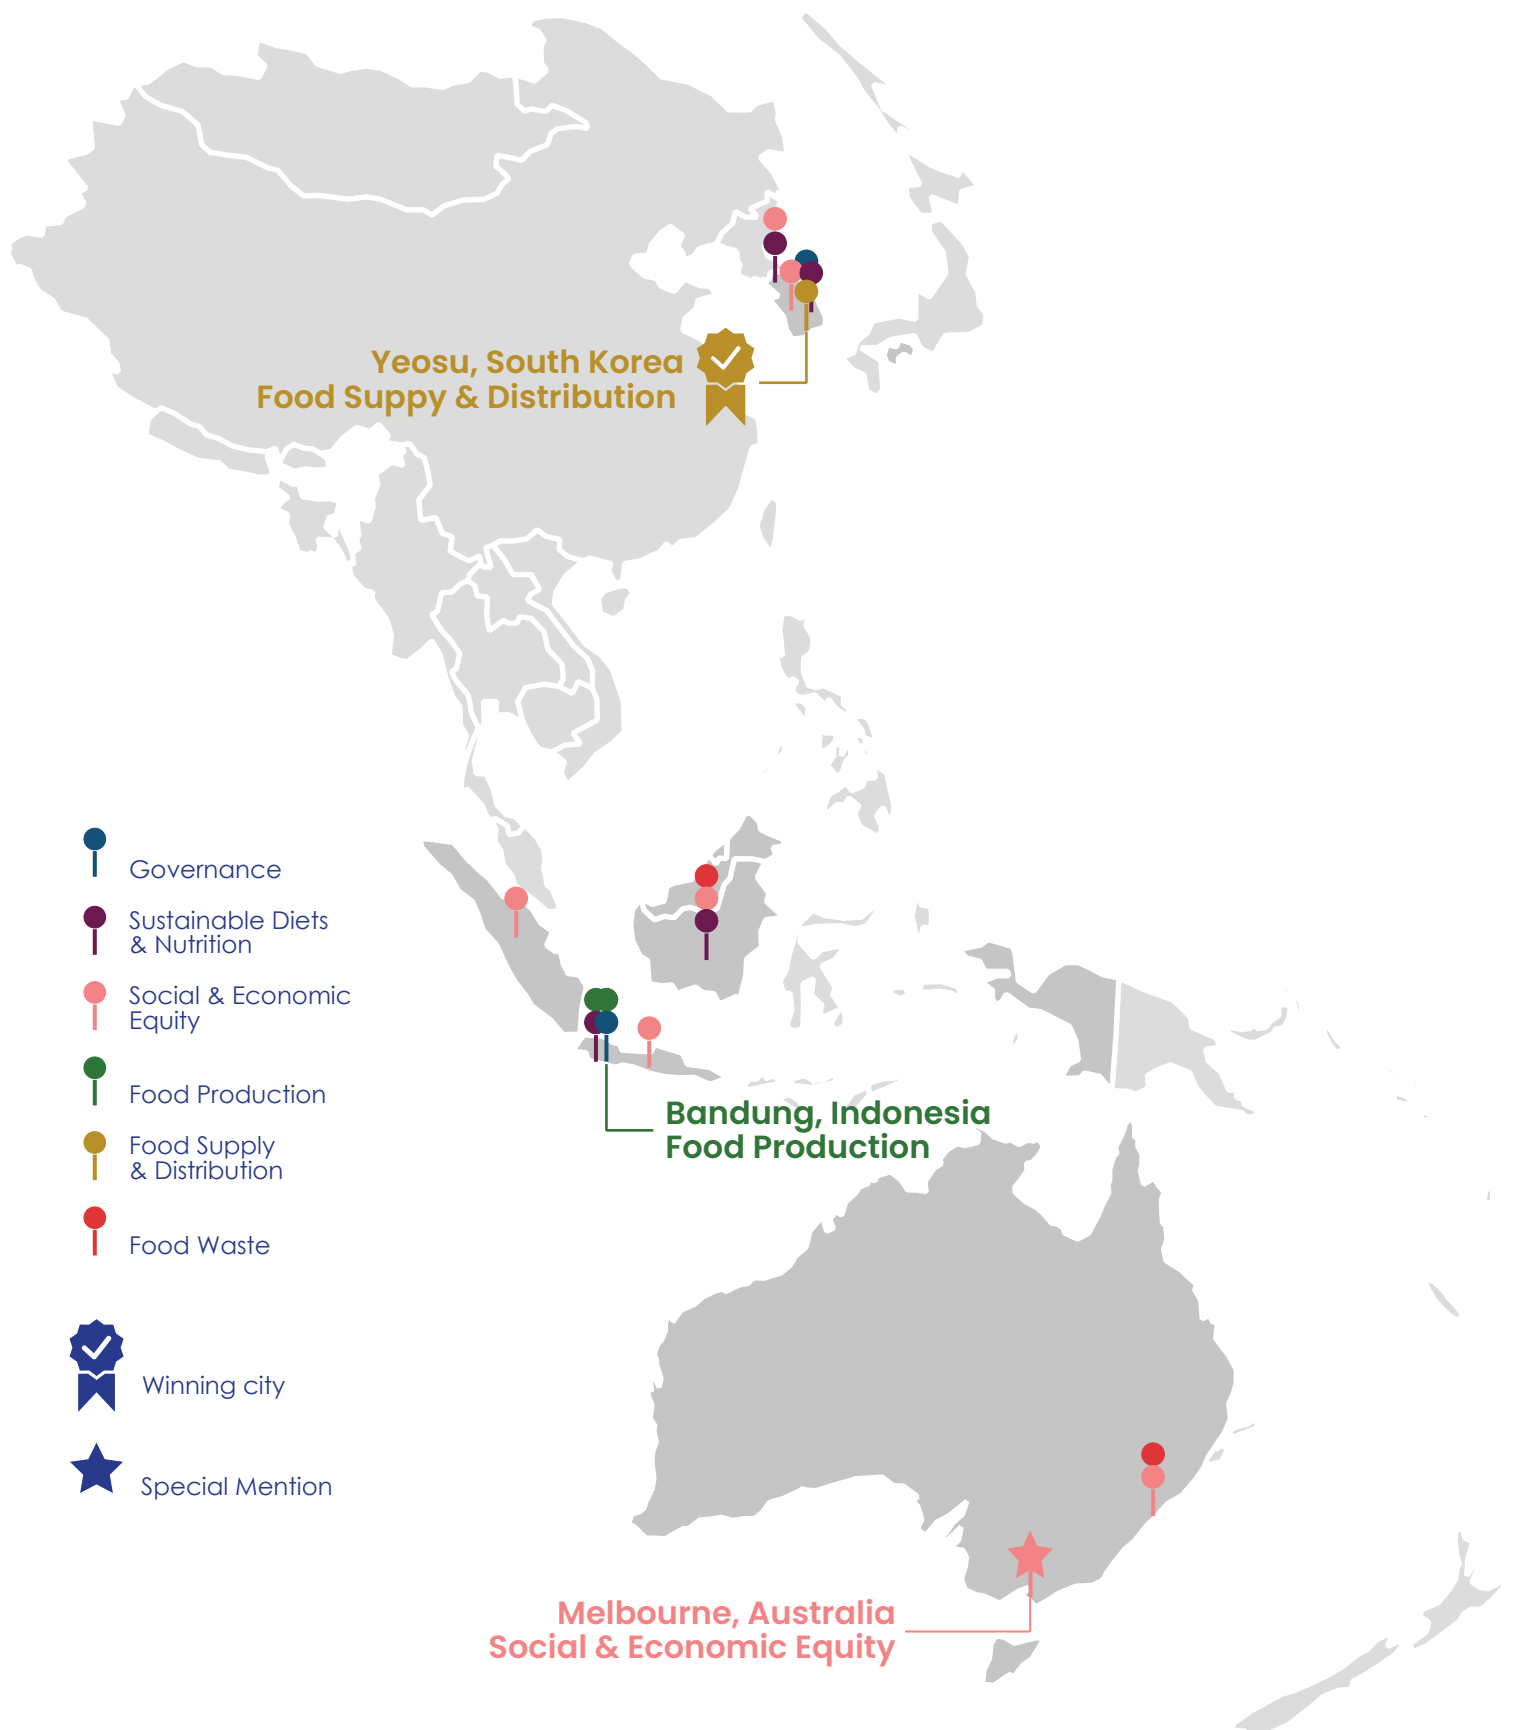 Yeosu, South Korea
Food Suppy & Distribution
Governance
Sustainable Diets
& Nutrition
Social & Economic
Equity
Food Production
Food Supply
& Distribution
Food Waste
Winning city
Special Mention
Bandung, Indonesia
Food Production
Melbourne, Australia
Social & Economic Equity